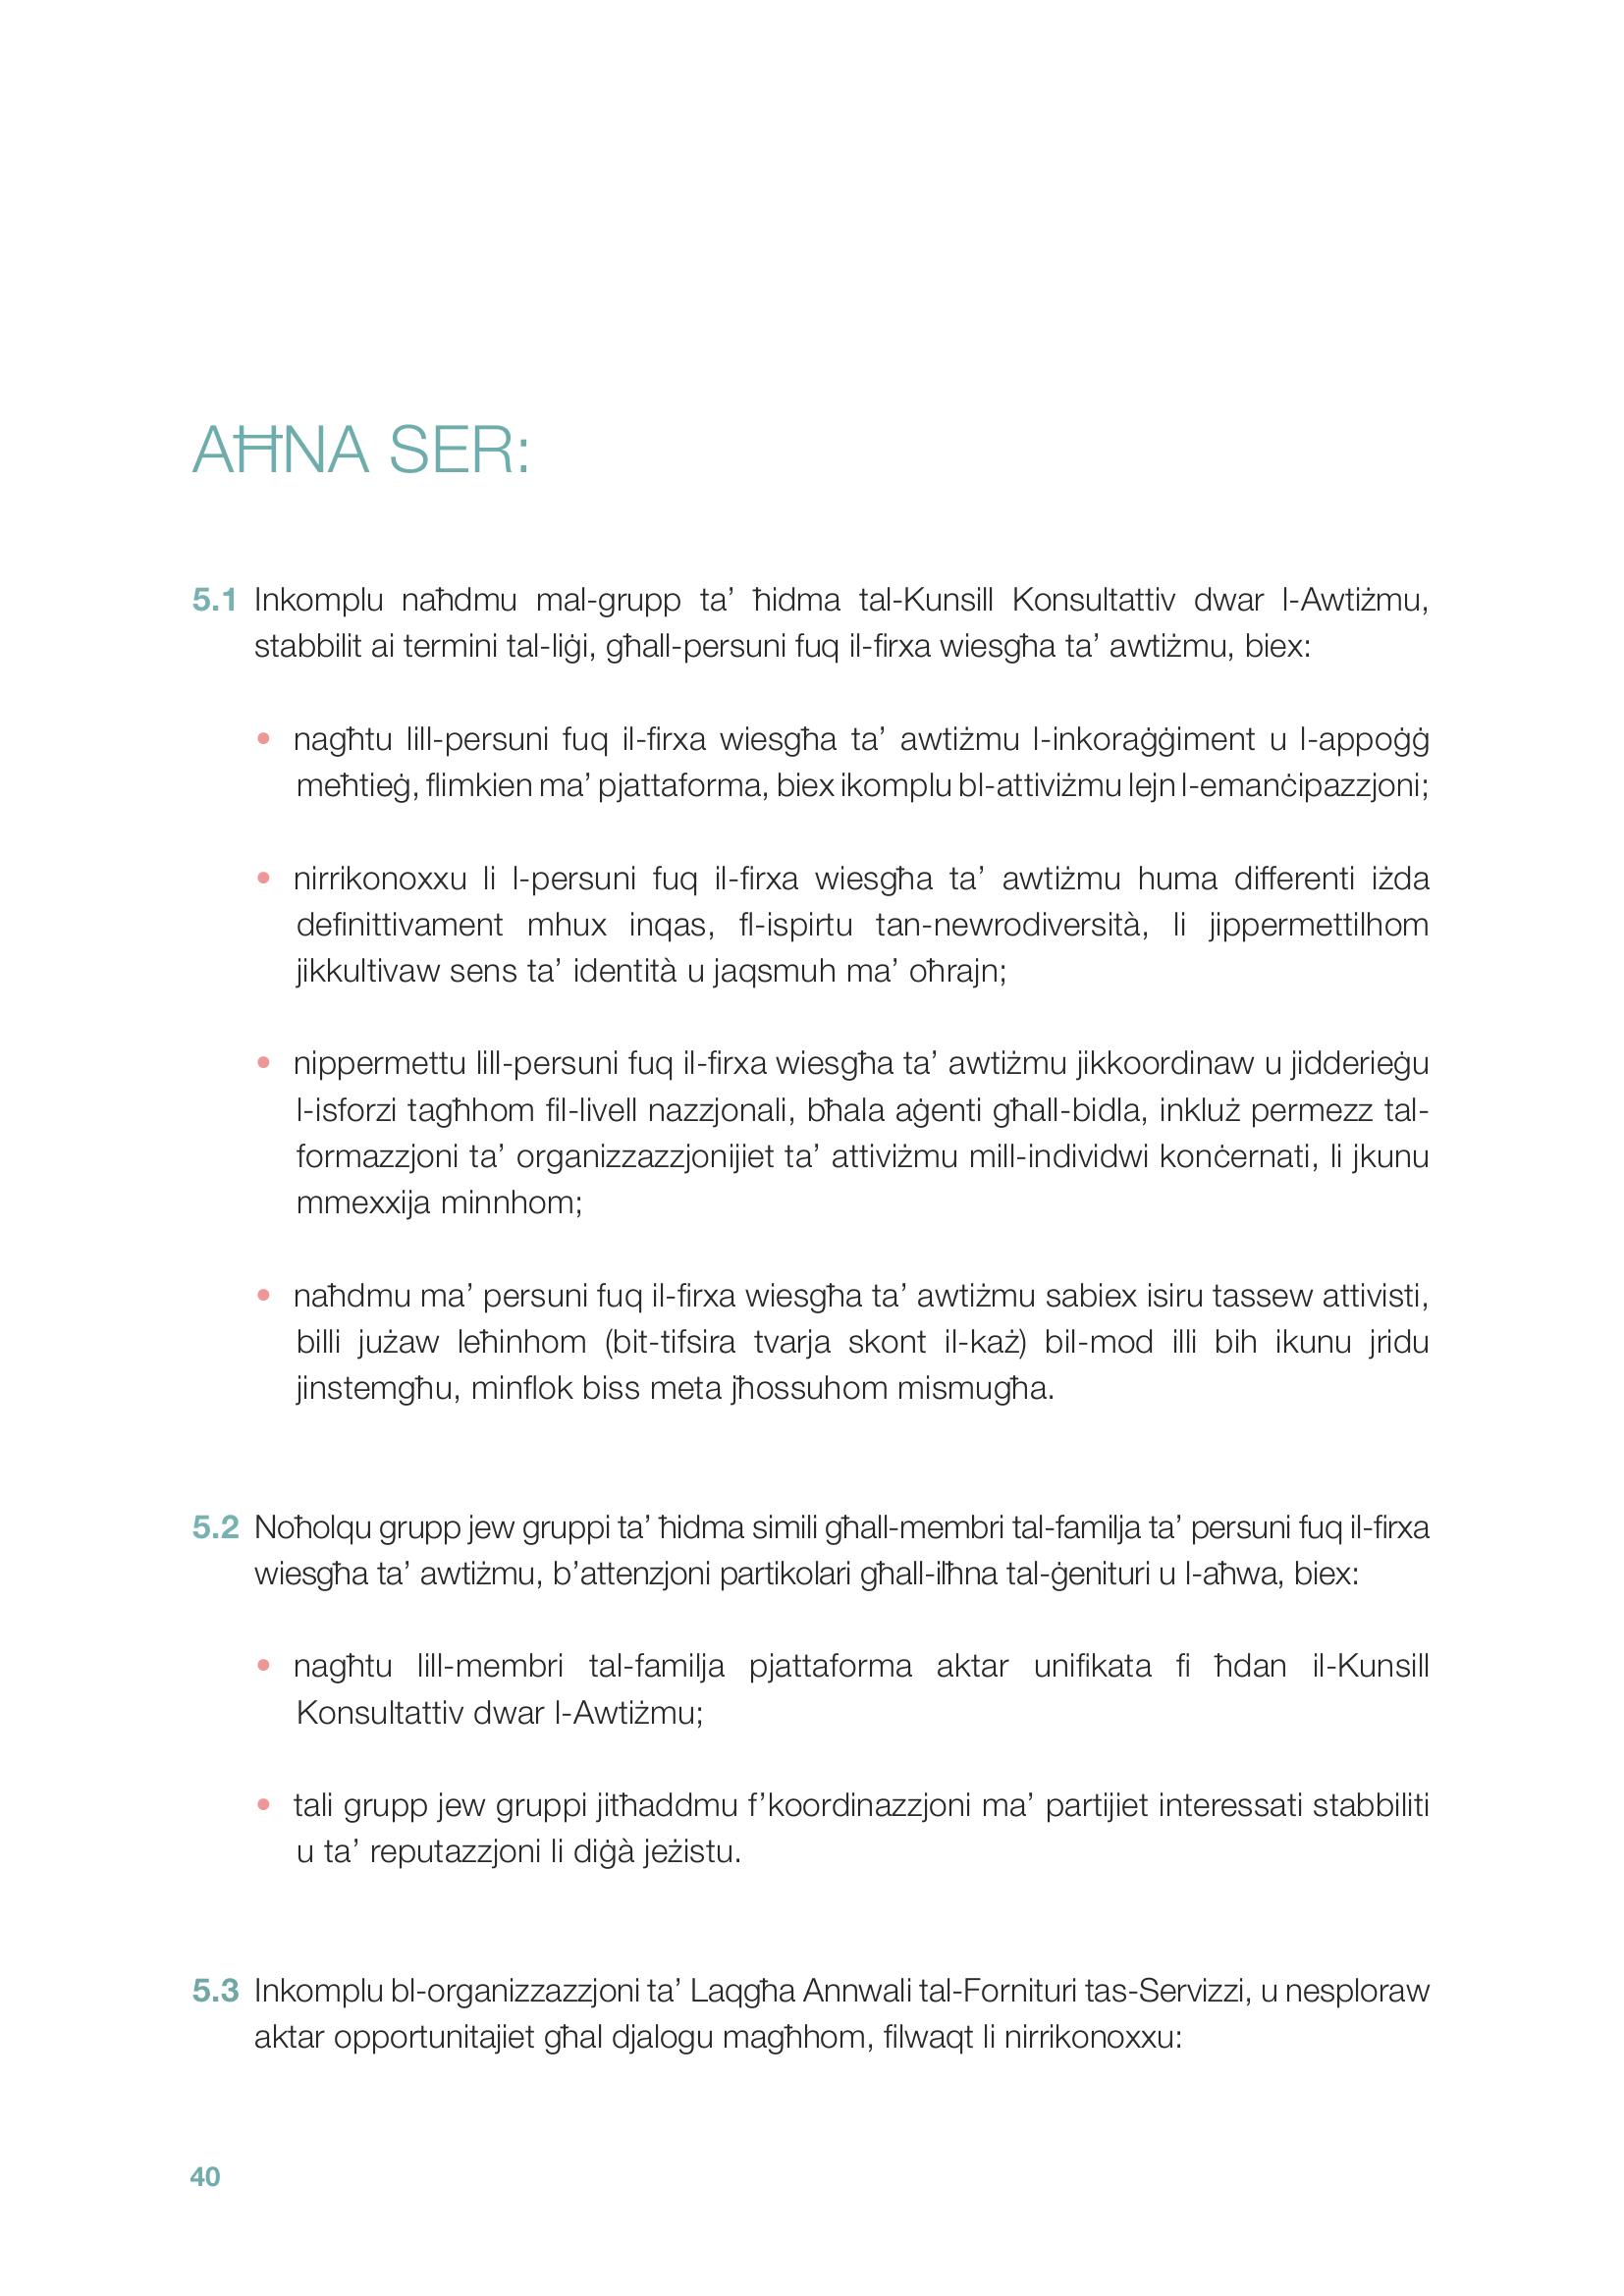 AĦNA SER:
5.1 Inkomplu naħdmu mal-grupp ta’ ħidma tal-Kunsill Konsultattiv dwar l-Awtiżmu,
stabbilit ai termini tal-liġi, għall-persuni fuq il-firxa wiesgħa ta’ awtiżmu, biex:
• nagħtu lill-persuni fuq il-firxa wiesgħa ta’ awtiżmu l-inkoraġġiment u l-appoġġ
meħtieġ, flimkien ma’ pjattaforma, biex ikomplu bl-attiviżmu lejn l-emanċipazzjoni;
• nirrikonoxxu li l-persuni fuq il-firxa wiesgħa ta’ awtiżmu huma differenti iżda
definittivament mhux inqas, fl-ispirtu tan-newrodiversità, li jippermettilhom
jikkultivaw sens ta’ identità u jaqsmuh ma’ oħrajn;
• nippermettu lill-persuni fuq il-firxa wiesgħa ta’ awtiżmu jikkoordinaw u jidderieġu
l-isforzi tagħhom fil-livell nazzjonali, bħala aġenti għall-bidla, inkluż permezz tal-
formazzjoni ta’ organizzazzjonijiet ta’ attiviżmu mill-individwi konċernati, li jkunu
mmexxija minnhom;
• naħdmu ma’ persuni fuq il-firxa wiesgħa ta’ awtiżmu sabiex isiru tassew attivisti,
billi jużaw leħinhom (bit-tifsira tvarja skont il-każ) bil-mod illi bih ikunu jridu
jinstemgħu, minflok biss meta jħossuhom mismugħa.
5.2 Noħolqu grupp jew gruppi ta’ ħidma simili għall-membri tal-familja ta’ persuni fuq il-firxa
wiesgħa ta’ awtiżmu, b’attenzjoni partikolari għall-ilħna tal-ġenituri u l-aħwa, biex:
• nagħtu lill-membri tal-familja pjattaforma aktar unifikata fi ħdan il-Kunsill
Konsultattiv dwar l-Awtiżmu;
• tali grupp jew gruppi jitħaddmu f’koordinazzjoni ma’ partijiet interessati stabbiliti
u ta’ reputazzjoni li diġà jeżistu.
5.3 Inkomplu bl-organizzazzjoni ta’ Laqgħa Annwali tal-Fornituri tas-Servizzi, u nesploraw
aktar opportunitajiet għal djalogu magħhom, filwaqt li nirrikonoxxu:
40